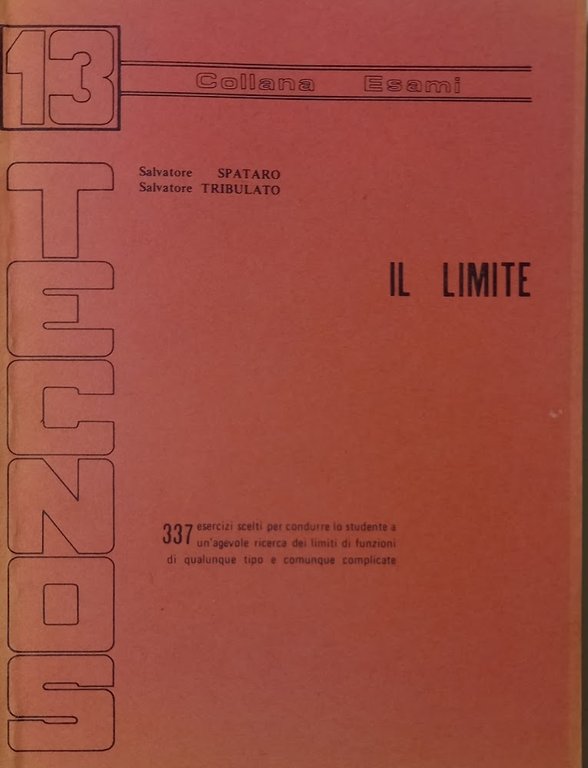 13
Collana Esami
TECNOS
Salvatore SPATARO
Salvatore TRIBULATO
IL LIMITE
337 esercizi scelti per condurre lo studente a
un'agevole ricerca dei limiti di funzioni
di qualunque tipo e comunque complicate